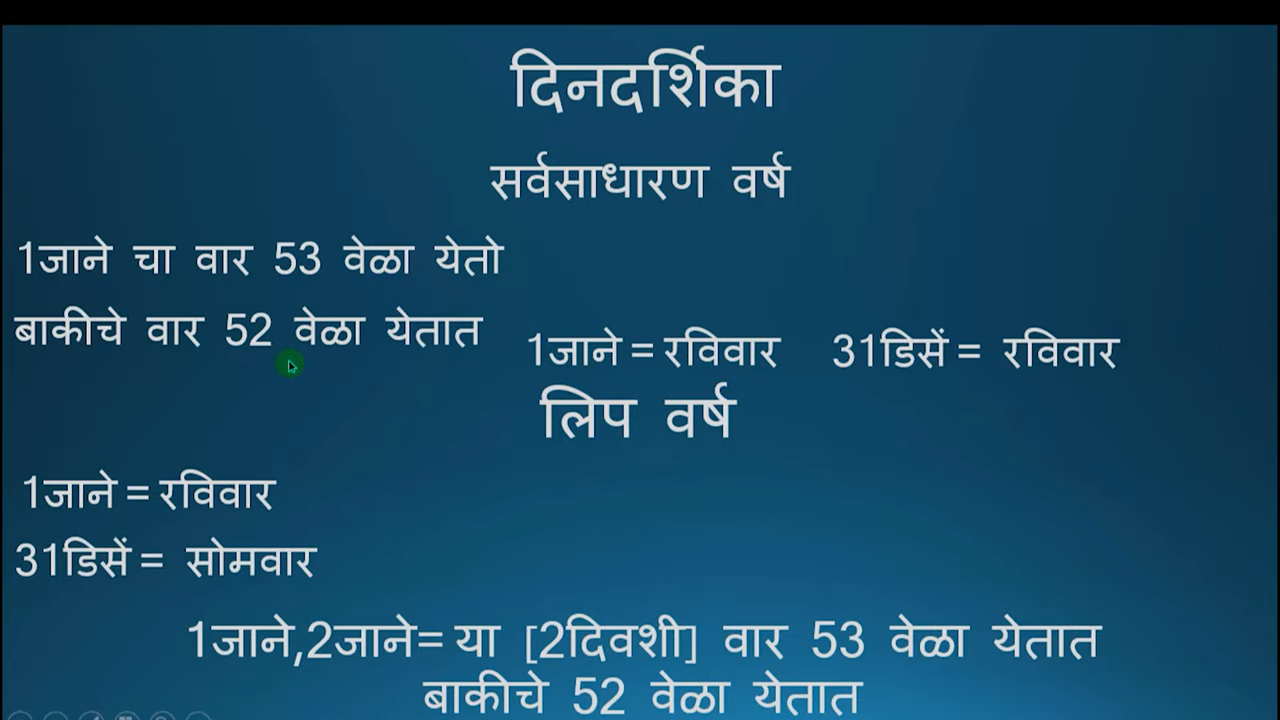 दिनदर्शिका
सर्वसाधारण वर्ष
1जाने चा वार 53 वेळा येतो
बाकीचे वार 52 वेळा येतात
1जाने = रविवार 31डिसें = रविवार
लिप वर्ष
1जाने = रविवार
31डिसें = सोमवार
1जाने,2जाने= या [2दिवशी] वार 53 वेळा येतात
बाकीचे 52 वेळा येतात